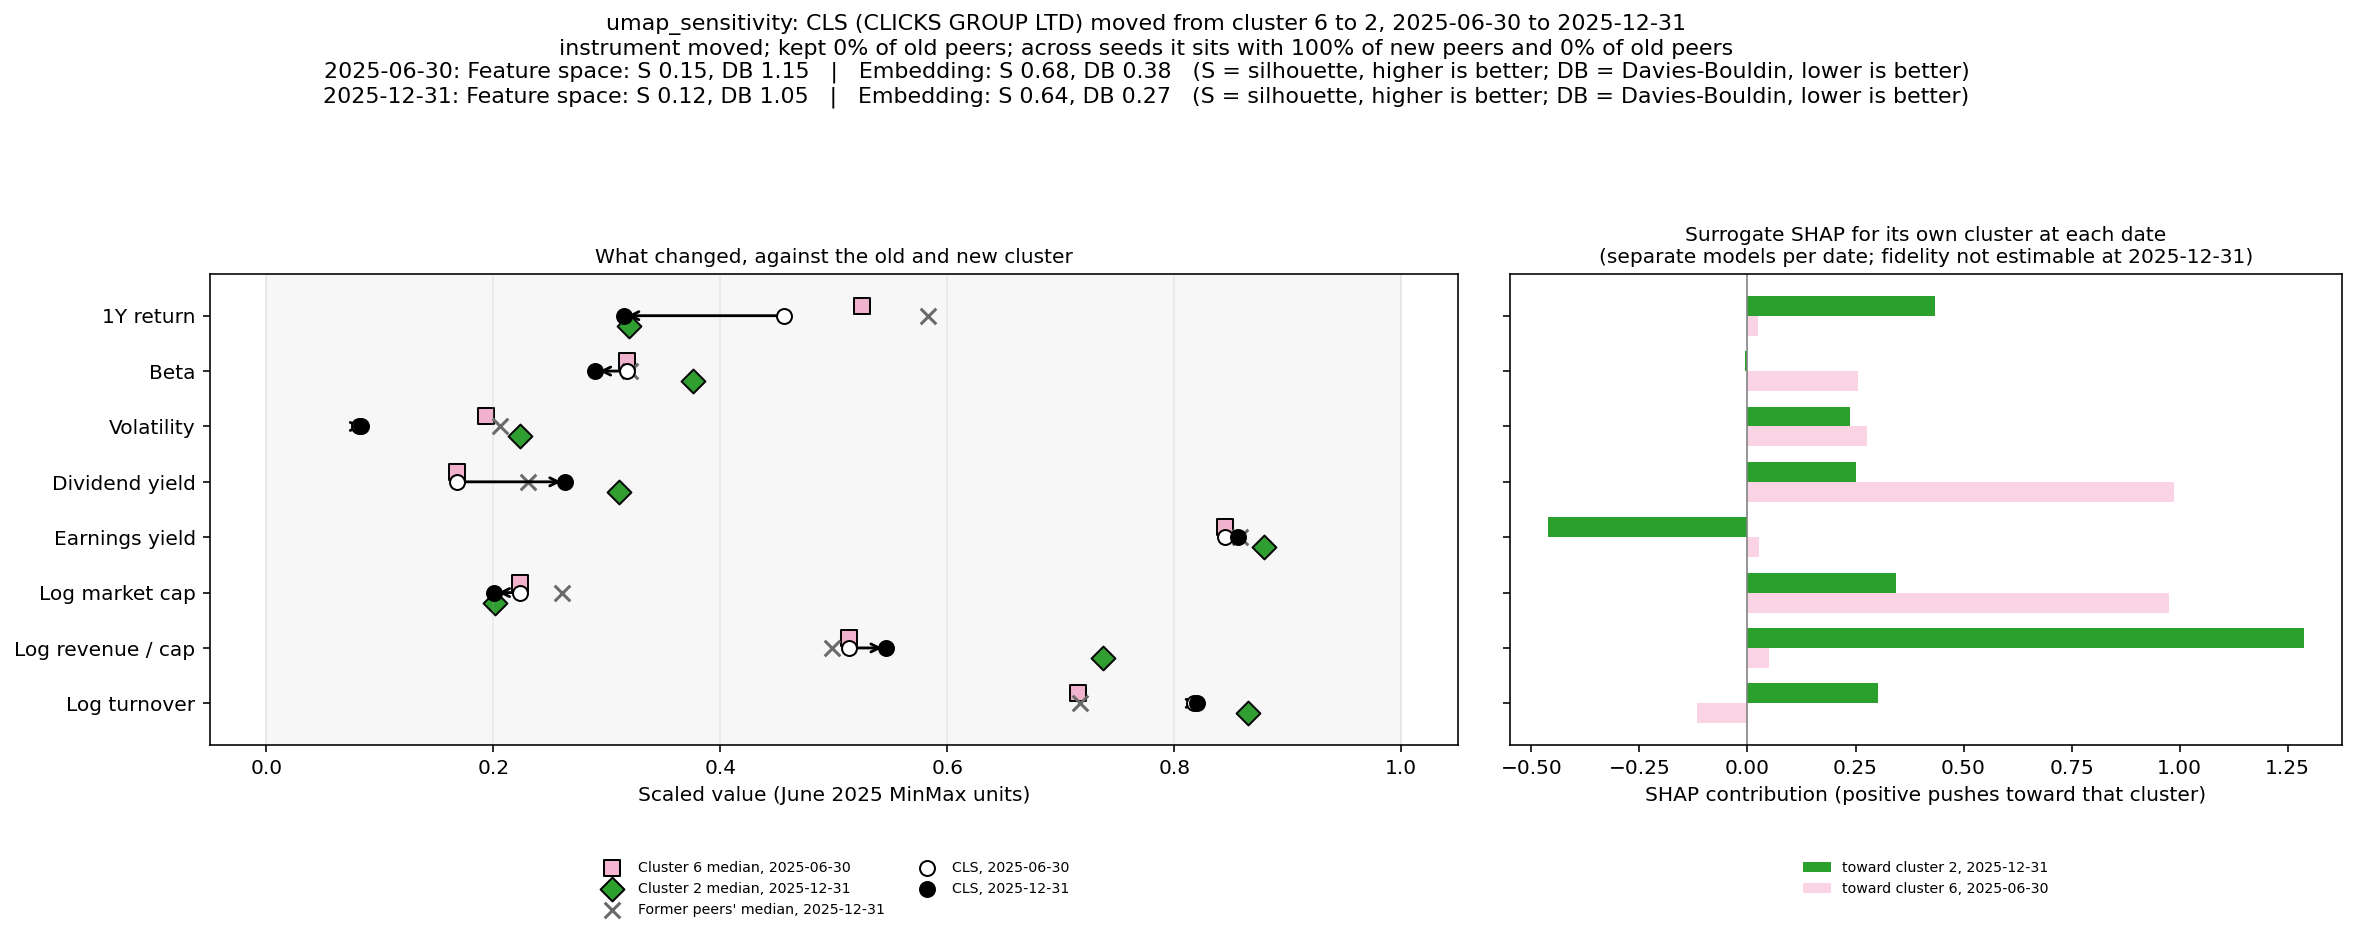 umap_sensitivity: CLS (CLICKS GROUP LTD) moved from cluster 6 to 2, 2025-06-30 to 2025-12-31
instrument moved; kept 0% of old peers; across seeds it sits with 100% of new peers and 0% of old peers
2025-06-30: Feature space: S 0.15, DB 1.15 | Embedding: S 0.68, DB 0.38 (S = silhouette, higher is better; DB = Davies-Bouldin, lower is better)
2025-12-31: Feature space: S 0.12, DB 1.05 | Embedding: S 0.64, DB 0.27 (S = silhouette, higher is better; DB = Davies-Bouldin, lower is better)
What changed, against the old and new cluster
1Y return
Beta
Volatility
Dividend yield
Earnings yield
Log market cap
Log revenue / cap
Log turnover
0.0 0.2 0.4 0.6 0.8 1.0
Scaled value (June 2025 MinMax units)
Cluster 6 median, 2025-06-30
Cluster 2 median, 2025-12-31
Former peers' median, 2025-12-31
CLS, 2025-06-30
CLS, 2025-12-31
Surrogate SHAP for its own cluster at each date
(separate models per date; fidelity not estimable at 2025-12-31)
−0.50 −0.25 0.00 0.25 0.50 0.75 1.00 1.25
SHAP contribution (positive pushes toward that cluster)
toward cluster 2, 2025-12-31
toward cluster 6, 2025-06-30